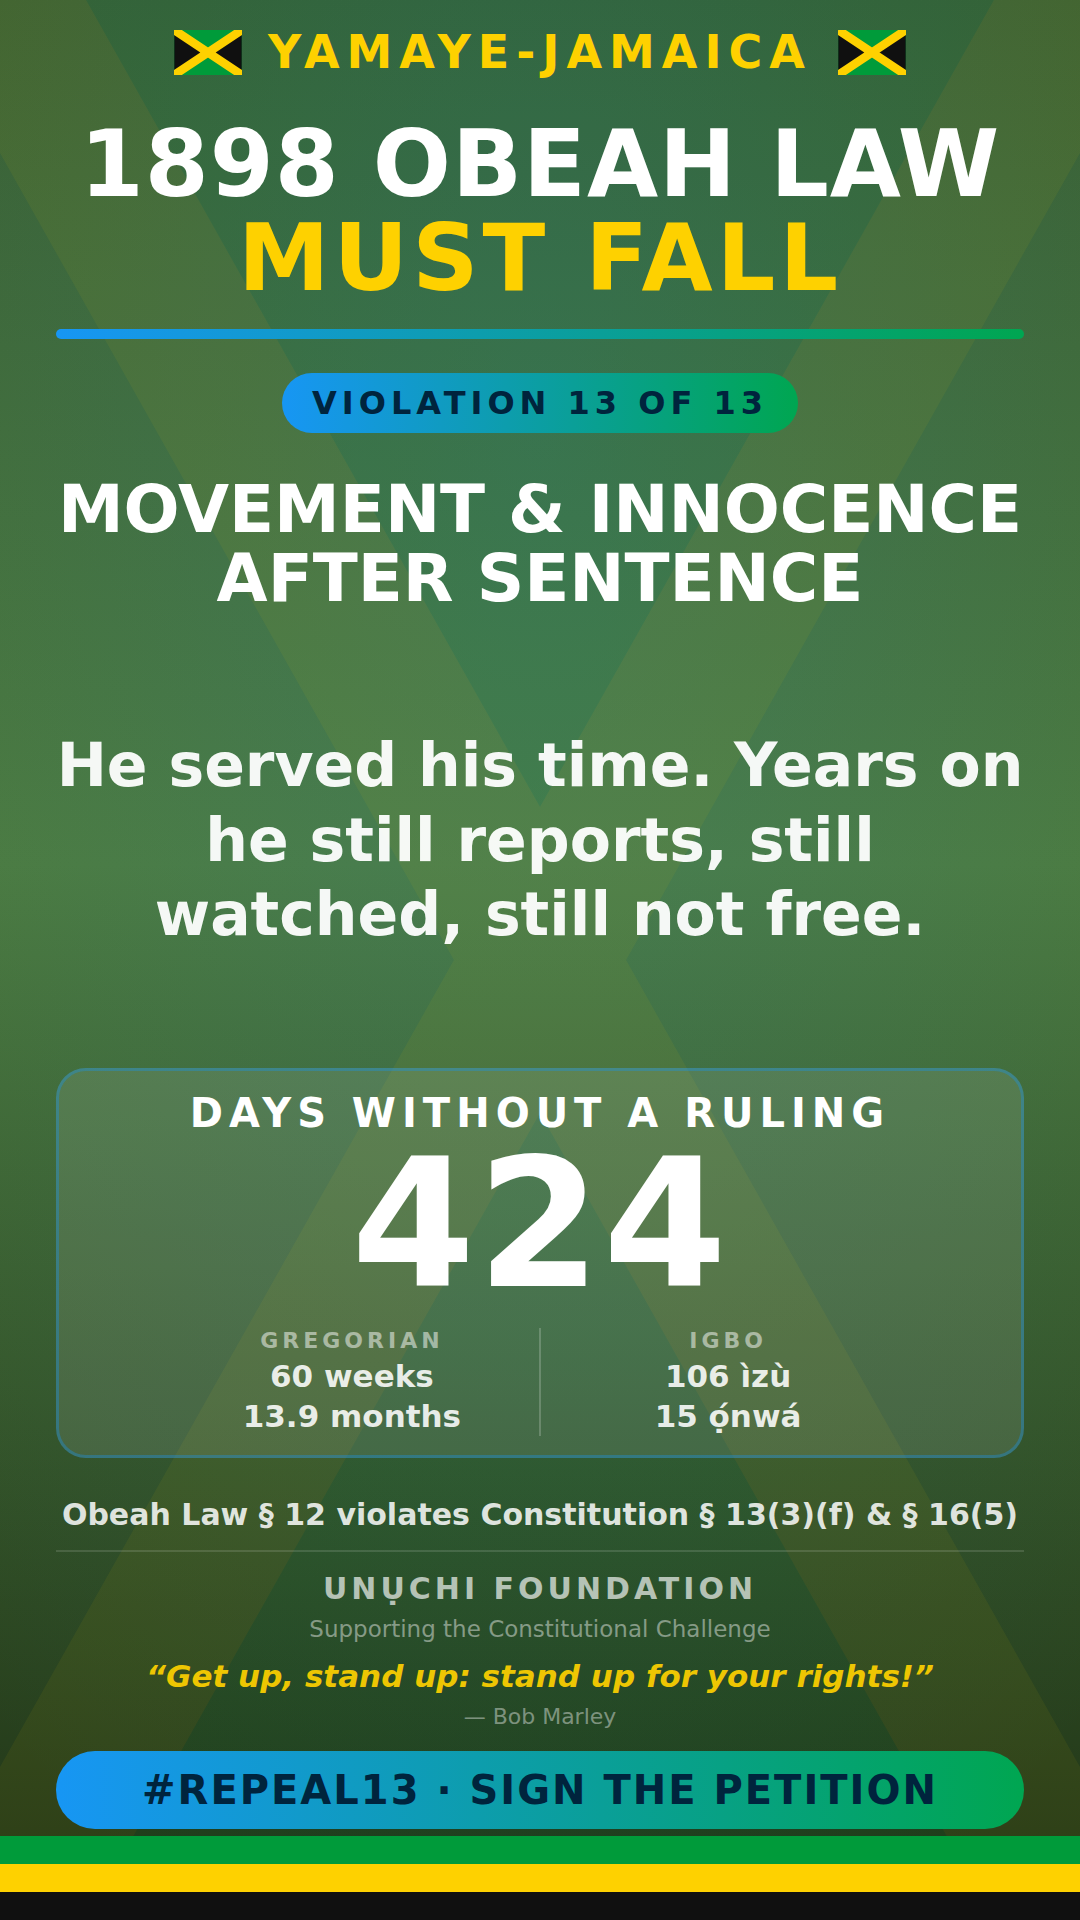 YAMAYE-JAMAICA
1898 OBEAH LAW
MUST FALL
VIOLATION 13 OF 13
MOVEMENT & INNOCENCE
AFTER SENTENCE
He served his time. Years on
he still reports, still
watched, still not free.
DAYS WITHOUT A RULING
424
GREGORIAN
60 weeks
13.9 months
IGBO
106 ìzù
15 ọ́nwá
Obeah Law § 12 violates Constitution § 13(3)(f) & § 16(5)
UNỤCHI FOUNDATION
Supporting the Constitutional Challenge
“Get up, stand up: stand up for your rights!”
— Bob Marley
#REPEAL13 · SIGN THE PETITION